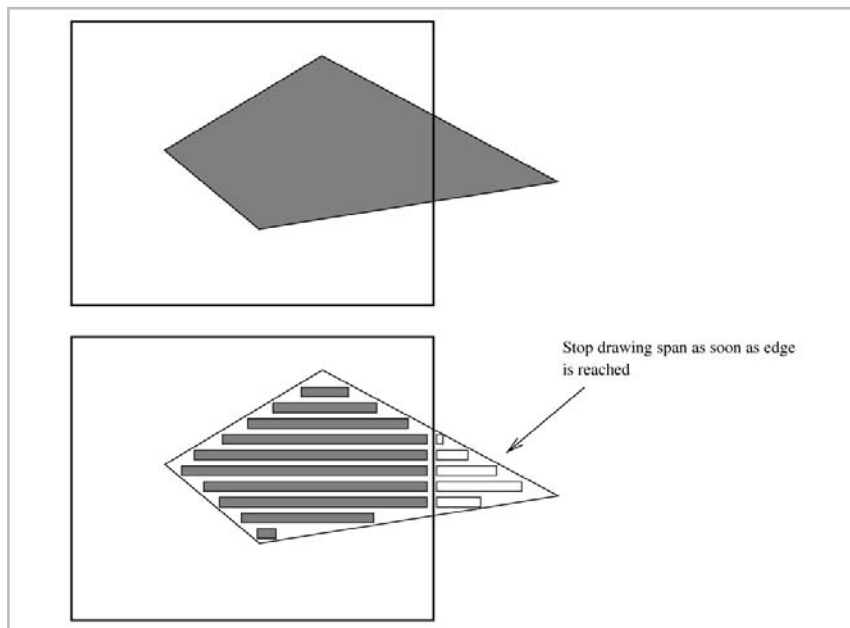 Stop drawing span as soon as edge
is reached